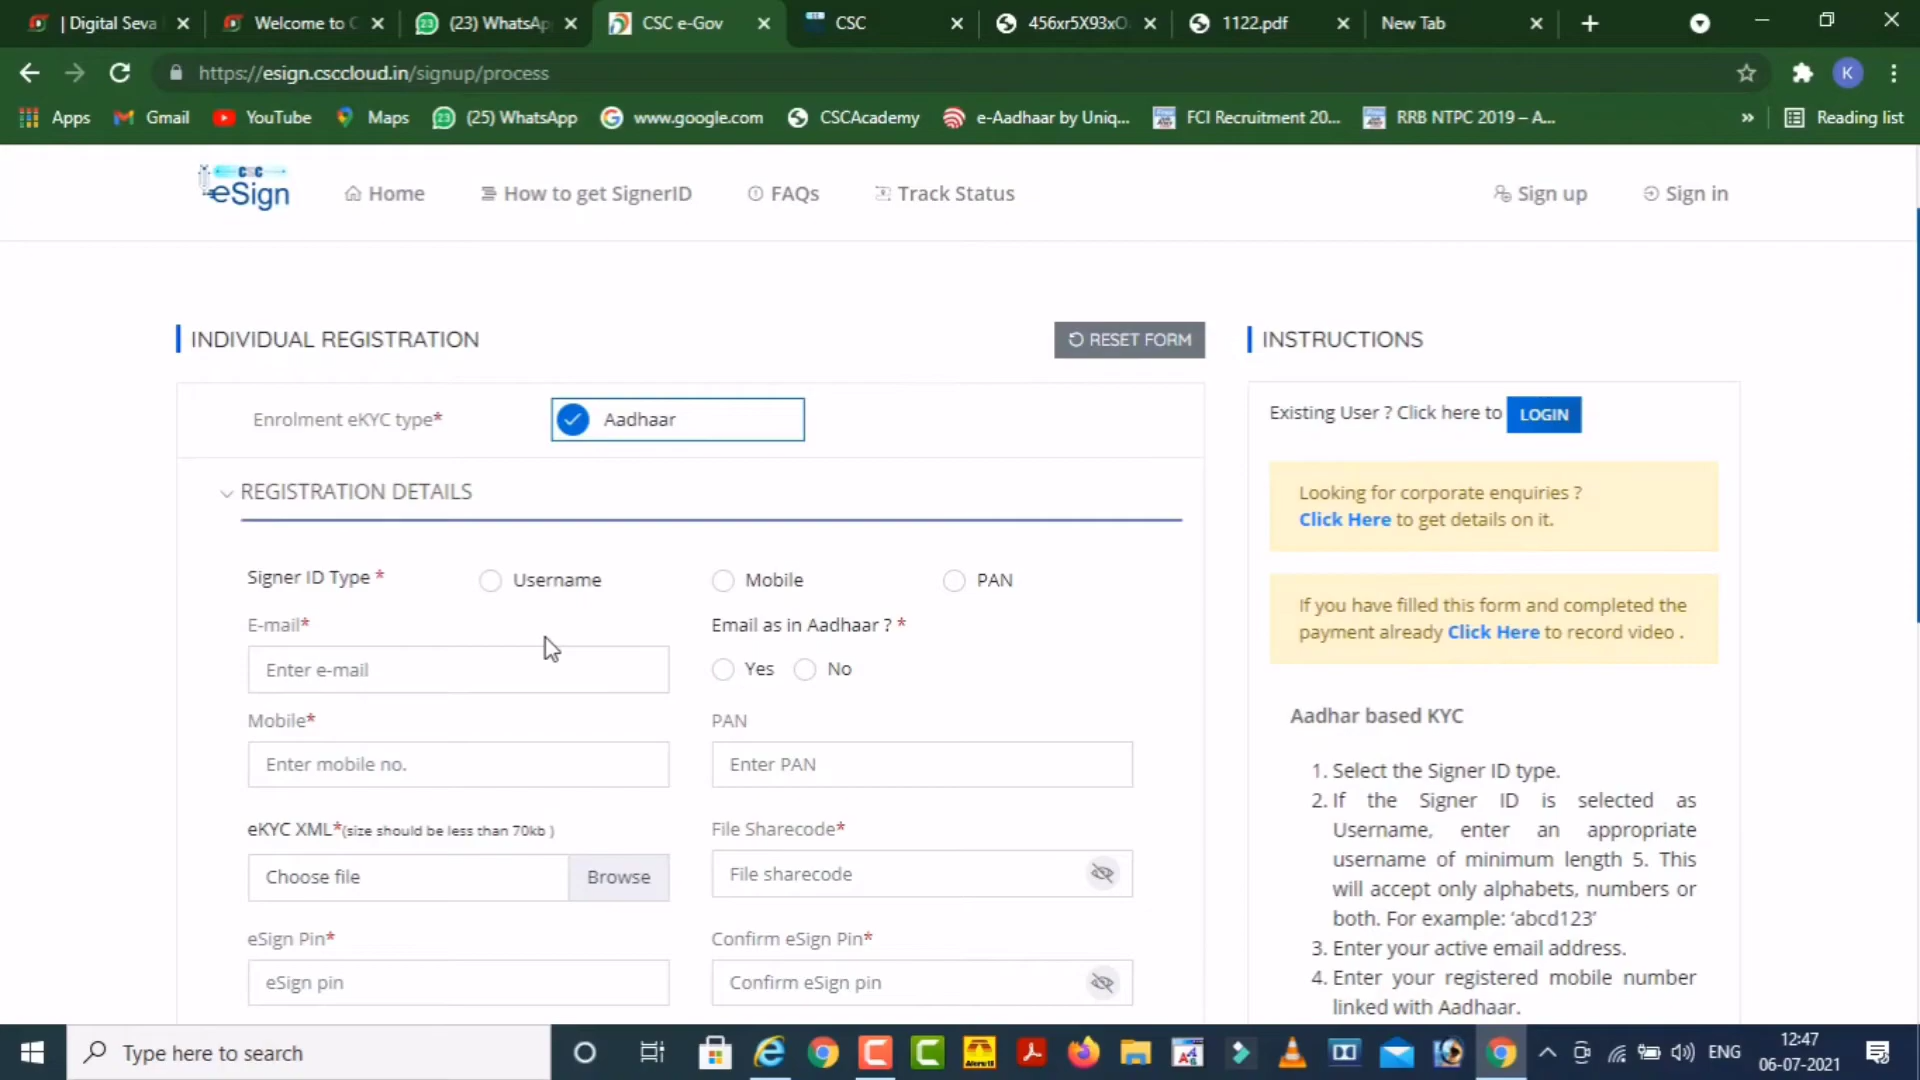 | Digital Seva
Welcome to C
(23) WhatsAp
CSC e-Gov
CSC
456xr5X93xO
1122.pdf
New Tab
https://esign.csccloud.in/signup/process
K
Apps
Gmail
YouTube
Maps
(25) WhatsApp
www.google.com
CSCAcademy
e-Aadhaar by Uniq...
FCI Recruitment 20...
RRB NTPC 2019 – A...
»
Reading list
CSC
eSign
Home
How to get SignerID
FAQs
Track Status
Sign up
Sign in
INDIVIDUAL REGISTRATION
RESET FORM
INSTRUCTIONS
Enrolment eKYC type*
Aadhaar
Existing User ? Click here to LOGIN
REGISTRATION DETAILS
Looking for corporate enquiries ?
Click Here to get details on it.
Signer ID Type *
Username
Mobile
PAN
If you have filled this form and completed the
payment already Click Here to record video .
E-mail*
Email as in Aadhaar ? *
Enter e-mail
Yes
No
Mobile*
PAN
Enter mobile no.
Enter PAN
eKYC XML*(size should be less than 70kb )
File Sharecode*
Choose file
Browse
File sharecode
eSign Pin*
Confirm eSign Pin*
eSign pin
Confirm eSign pin
Aadhar based KYC
1. Select the Signer ID type.
2. If the Signer ID is selected as
Username, enter an appropriate
username of minimum length 5. This
will accept only alphabets, numbers or
both. For example: ‘abcd123’
3. Enter your active email address.
4. Enter your registered mobile number
linked with Aadhaar.
Type here to search
ENG
12:47
06-07-2021